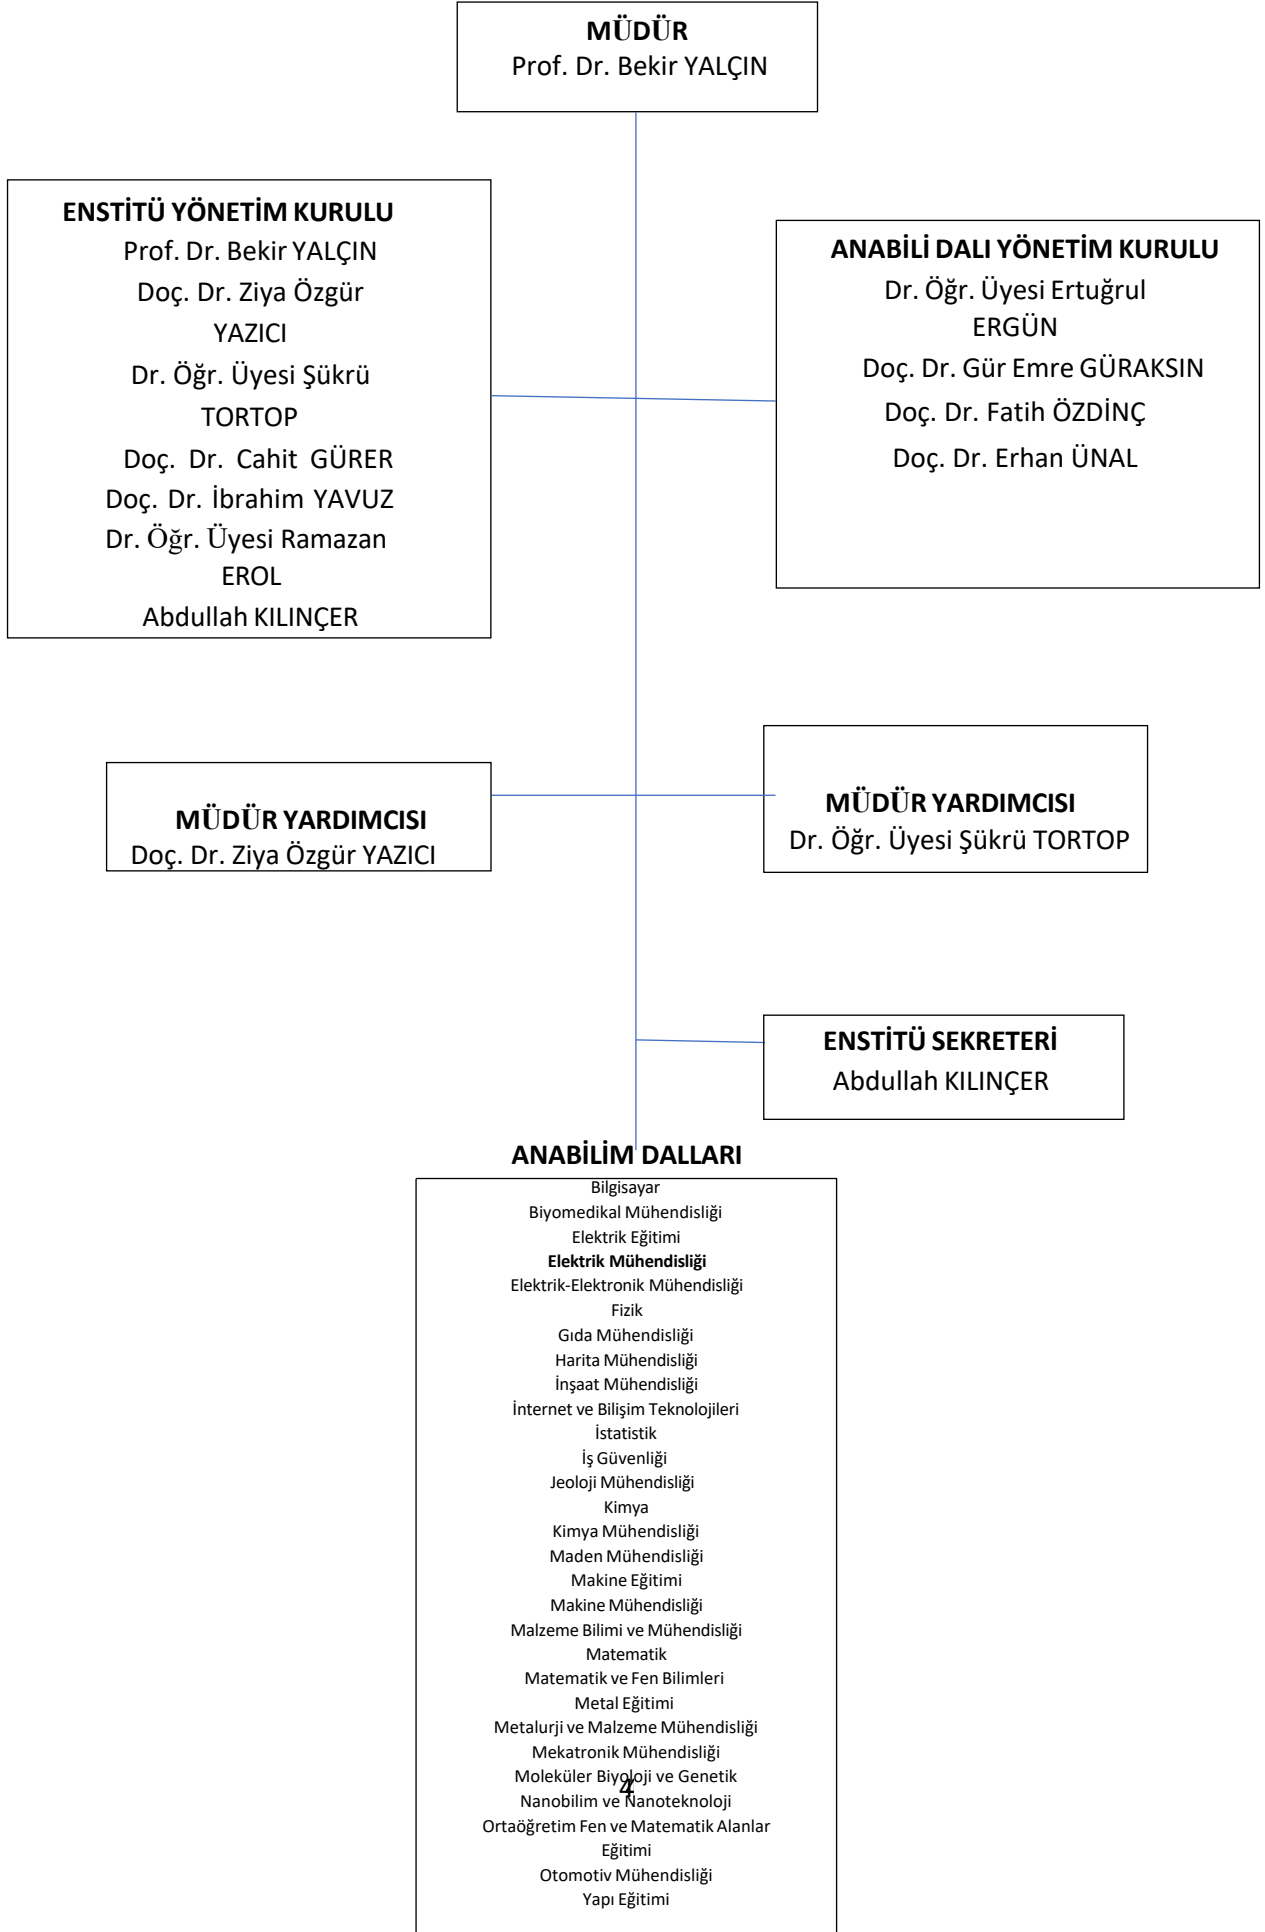 MÜDÜR
Prof. Dr. Bekir YALÇIN
ENSTİTÜ YÖNETİM KURULU
Prof. Dr. Bekir YALÇIN
Doç. Dr. Ziya Özgür
YAZICI
Dr. Öğr. Üyesi Şükrü
TORTOP
Doç. Dr. Cahit GÜRER
Doç. Dr. İbrahim YAVUZ
Dr. Öğr. Üyesi Ramazan
EROL
Abdullah KILINÇER
ANABİLİ DALI YÖNETİM KURULU
Dr. Öğr. Üyesi Ertuğrul
ERGÜN
Doç. Dr. Gür Emre GÜRAKSIN
Doç. Dr. Fatih ÖZDİNÇ
Doç. Dr. Erhan ÜNAL
MÜDÜR YARDIMCISI
Doç. Dr. Ziya Özgür YAZICI
MÜDÜR YARDIMCISI
Dr. Öğr. Üyesi Şükrü TORTOP
ENSTİTÜ SEKRETERİ
Abdullah KILINÇER
ANABİLİM DALLARI
Bilgisayar
Biyomedikal Mühendisliği
Elektrik Eğitimi
Elektrik Mühendisliği
Elektrik-Elektronik Mühendisliği
Fizik
Gıda Mühendisliği
Harita Mühendisliği
İnşaat Mühendisliği
İnternet ve Bilişim Teknolojileri
İstatistik
İş Güvenliği
Jeoloji Mühendisliği
Kimya
Kimya Mühendisliği
Maden Mühendisliği
Makine Eğitimi
Makine Mühendisliği
Malzeme Bilimi ve Mühendisliği
Matematik
Matematik ve Fen Bilimleri
Metal Eğitimi
Metalurji ve Malzeme Mühendisliği
Mekatronik Mühendisliği
Moleküler Biyoloji ve Genetik
4
Nanobilim ve Nanoteknoloji
Ortaöğretim Fen ve Matematik Alanlar
Eğitimi
Otomotiv Mühendisliği
Yapı Eğitimi